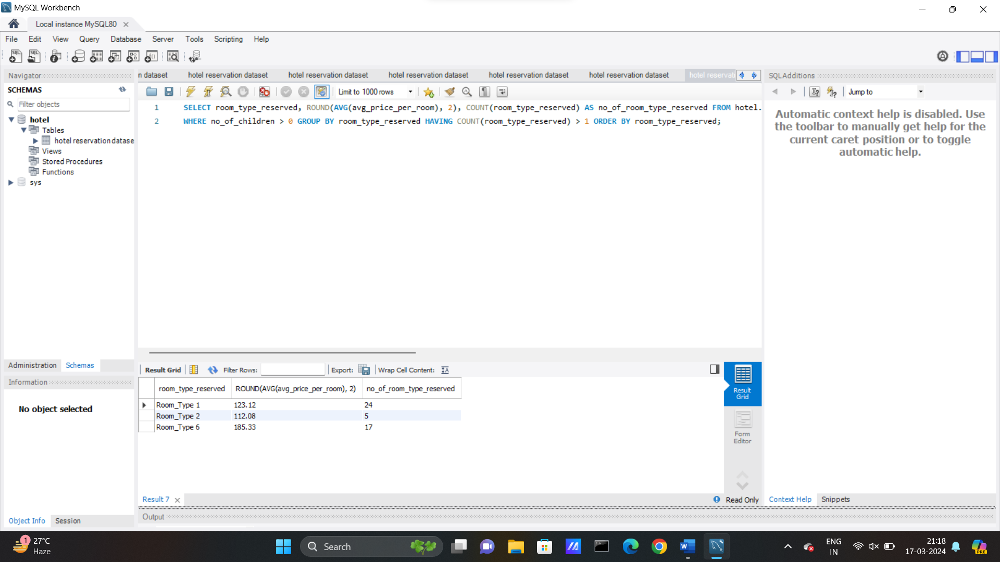 MySQL Workbench
Local instance MySQL80
File Edit View Query Database Server Tools Scripting Help
Navigator
SCHEMAS
Filter objects
hotel
Tables
hotel reservation datase
Views
Stored Procedures
Functions
sys
Administration Schemas
Information
No object selected
Object Info Session
n dataset hotel reservation dataset hotel reservation dataset hotel reservation dataset hotel reservation dataset hotel reservation dataset hotel reservati
Limit to 1000 rows
1 SELECT room_type_reserved, ROUND(AVG(avg_price_per_room), 2), COUNT(room_type_reserved) AS no_of_room_type_reserved FROM hotel.
2 WHERE no_of_children > 0 GROUP BY room_type_reserved HAVING COUNT(room_type_reserved) > 1 ORDER BY room_type_reserved;
Result Grid Filter Rows: Export: Wrap Cell Content:
room_type_reserved ROUND(AVG(avg_price_per_room), 2) no_of_room_type_reserved
Room_Type 1 123.12 24
Room_Type 2 112.08 5
Room_Type 6 185.33 17
Result
Grid
Form
Editor
Result 7
Read Only
Output
SQLAdditions
Jump to
Automatic context help is disabled. Use
the toolbar to manually get help for the
current caret position or to toggle
automatic help.
Context Help Snippets
1
27°C
Haze
Search
ENG
IN
21:18
17-03-2024
PRE